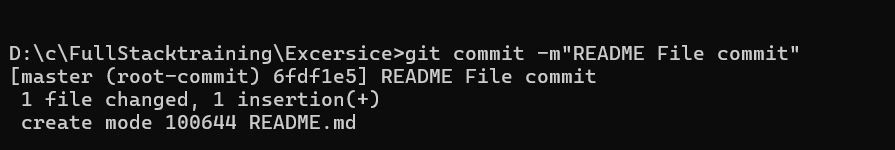 D:\c\FullStacktraining\Excersice>git commit -m"README File commit"
[master (root-commit) 6fdf1e5] README File commit
 1 file changed, 1 insertion(+)
 create mode 100644 README.md